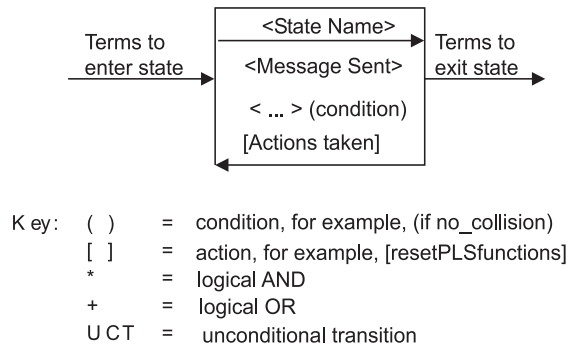 <State Name>
Terms to
enter state
<Message Sent>
< ... > (condition)
[Actions taken]
Terms to
exit state
Key: ( ) = condition, for example, (if no_collision)
[ ] = action, for example, [resetPLSfunctions]
* = logical AND
+ = logical OR
UCT = unconditional transition